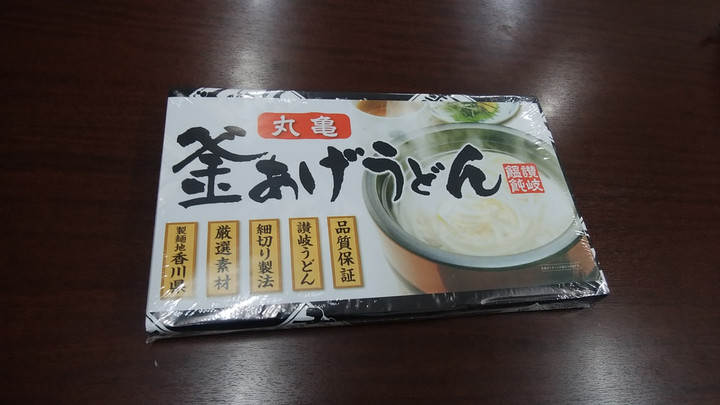 丸亀
釜あげうどん
讃岐
饂飩
製麺地香川県
厳選素材
細切り製法
讃岐うどん
品質保証